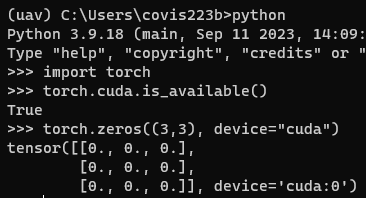 (uav) C:\Users\covis223b>python
Python 3.9.18 (main, Sep 11 2023, 14:09:
Type "help", "copyright", "credits" or "
>>> import torch
>>> torch.cuda.is_available()
True
>>> torch.zeros((3,3), device="cuda")
tensor([[0., 0., 0.],
        [0., 0., 0.],
        [0., 0., 0.]], device='cuda:0')